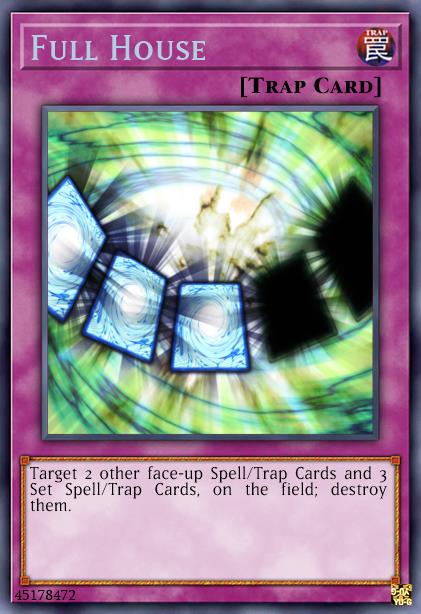 Full House
TRAP
罠
[Trap Card]
Target 2 other face-up Spell/Trap Cards and 3
Set Spell/Trap Cards, on the field; destroy
them.
45178472